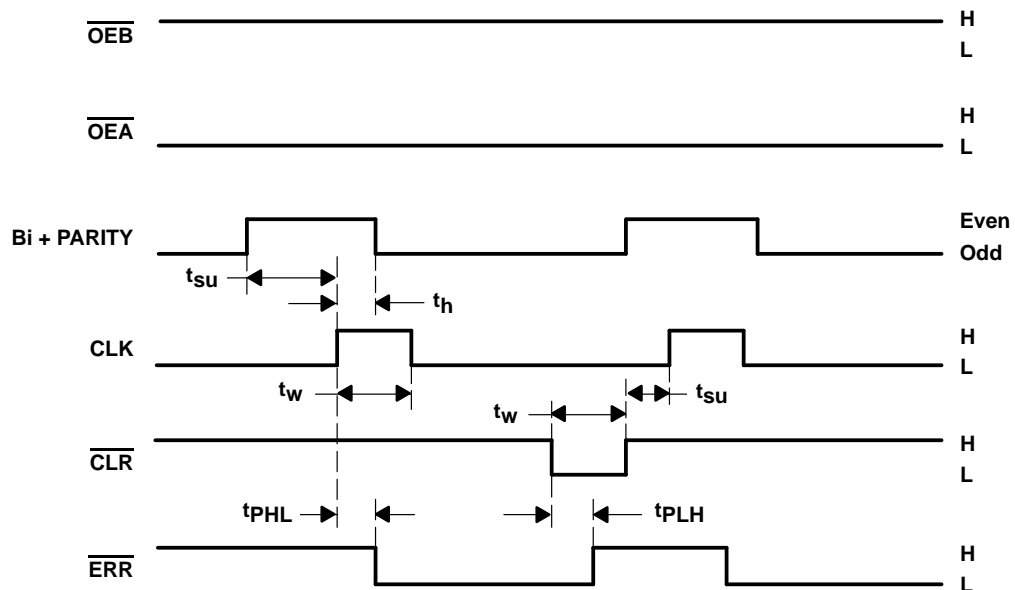 OEB
H
L
OEA
H
L
Bi + PARITY
Even
Odd
tsu
th
CLK
H
L
tw
tw
tsu
CLR
H
L
tPHL
tPLH
ERR
H
L